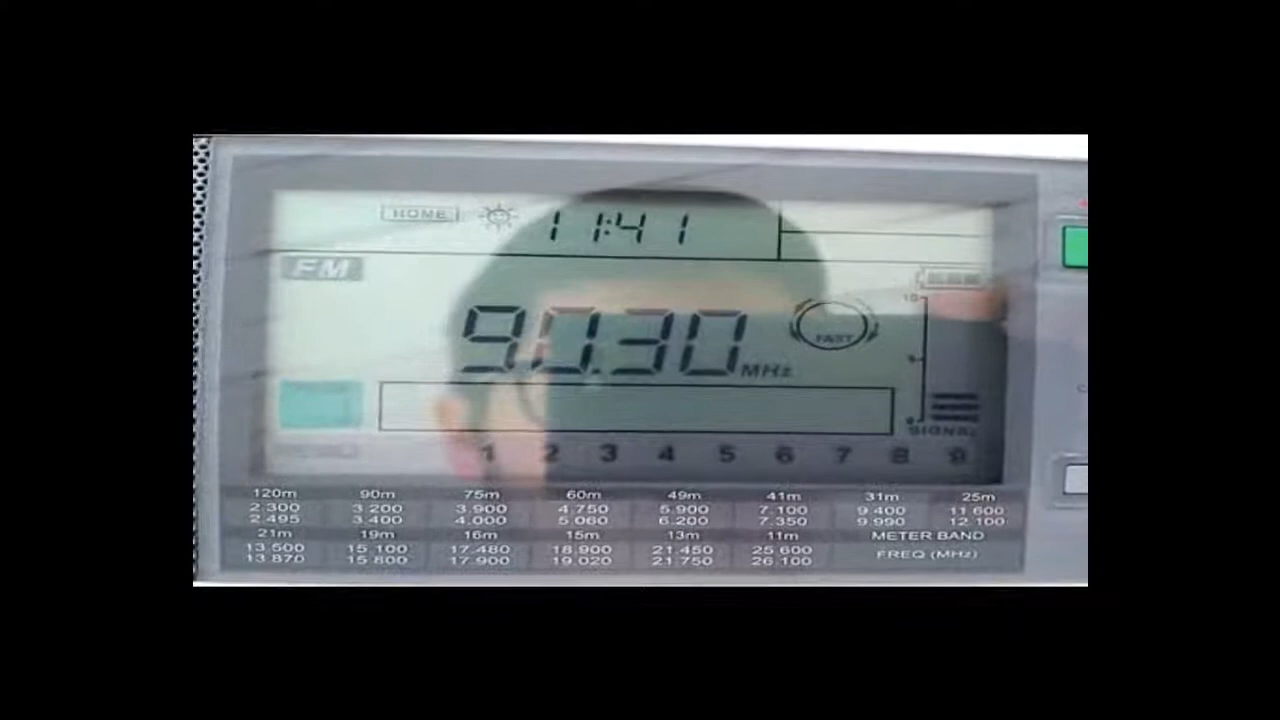 HOME 11:41
FM
90.30 MHz
FAST
10
5
0
SIGNAL
1 2 3 4 5 6 7 8 9
120m 90m 75m 60m 49m 41m 31m 25m
2 300 3 200 3 900 4 750 5 900 7 100 9 400 11 600
2 495 3 400 4 000 5 060 6 200 7 350 9 990 12 100
21m 19m 16m 15m 13m 11m METER BAND
13 500 15 100 17 480 18 900 21 450 25 600 FREQ (MHz)
13 870 15 800 17 900 19 020 21 750 26 100